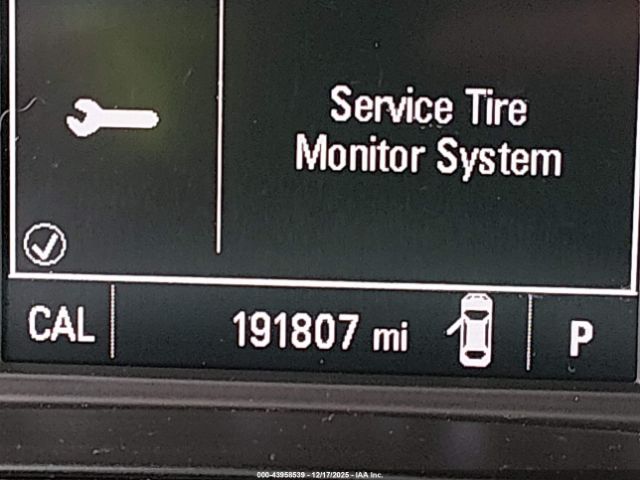 Service Tire
Monitor System
CAL 191807 mi P
000-43958539 - 12/17/2025 - IAA Inc.